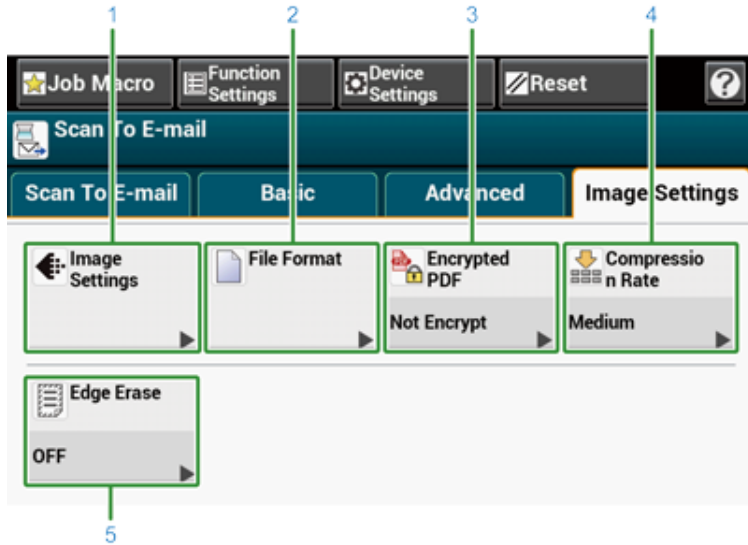 1 2 3 4
Job Macro
Function
Settings
Device
Settings
Reset
?
Scan To E-mail
Scan To E-mail
Basic
Advanced
Image Settings
Image
Settings
File Format
Encrypted
PDF
Not Encrypt
Compressio
n Rate
Medium
Edge Erase
OFF
5